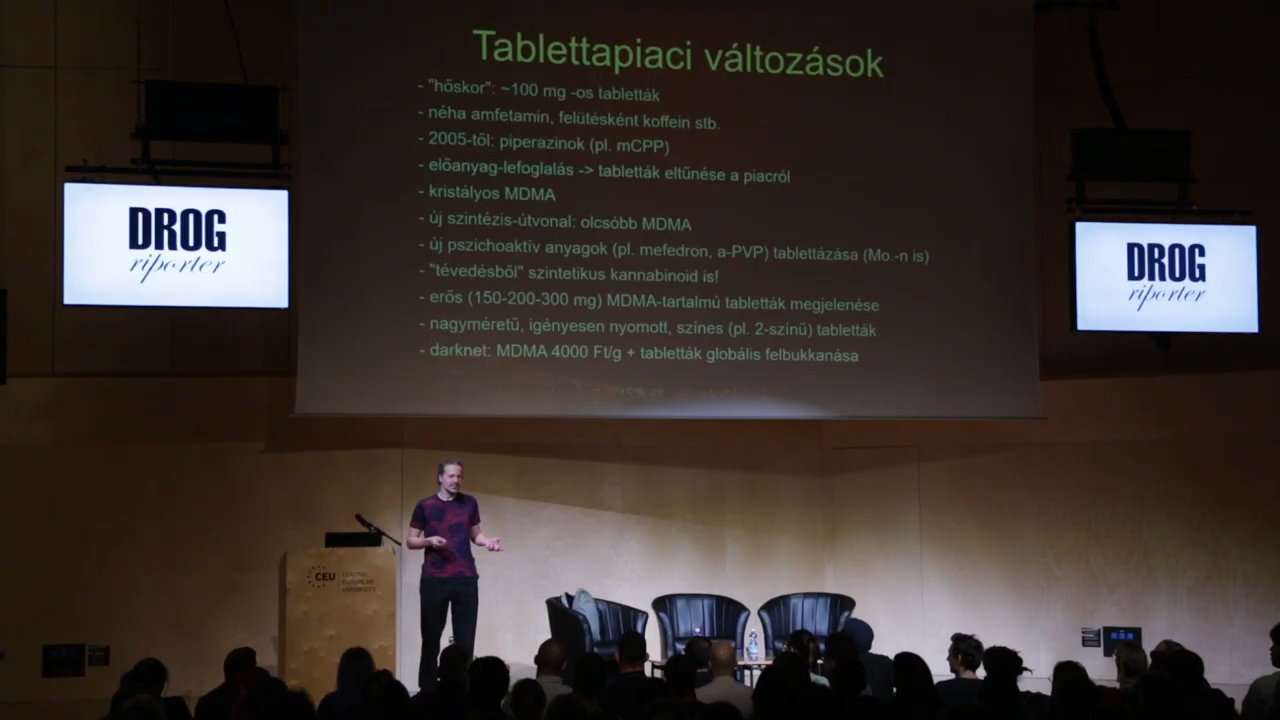 Tablettapiaci változások
- "hőskor": ~100 mg -os tabletták
- néha amfetamin, felütésként koffein stb.
- 2005-től: piperazinok (pl. mCPP)
- előanyag-lefoglalás -> tabletták eltűnése a piacról
- kristályos MDMA
- új szintézis-útvonal: olcsóbb MDMA
- új pszichoaktív anyagok (pl. mefedron, a-PVP) tablettázása (Mo.-n is)
- "tévedésből" szintetikus kannabinoid is!
- erős (150-200-300 mg) MDMA-tartalmú tabletták megjelenése
- nagyméretű, igényesen nyomott, színes (pl. 2-színű) tabletták
- darknet: MDMA 4000 Ft/g + tabletták globális felbukkanása
DROG
riporter
DROG
riporter
CEU
CENTRAL
EUROPEAN
UNIVERSITY